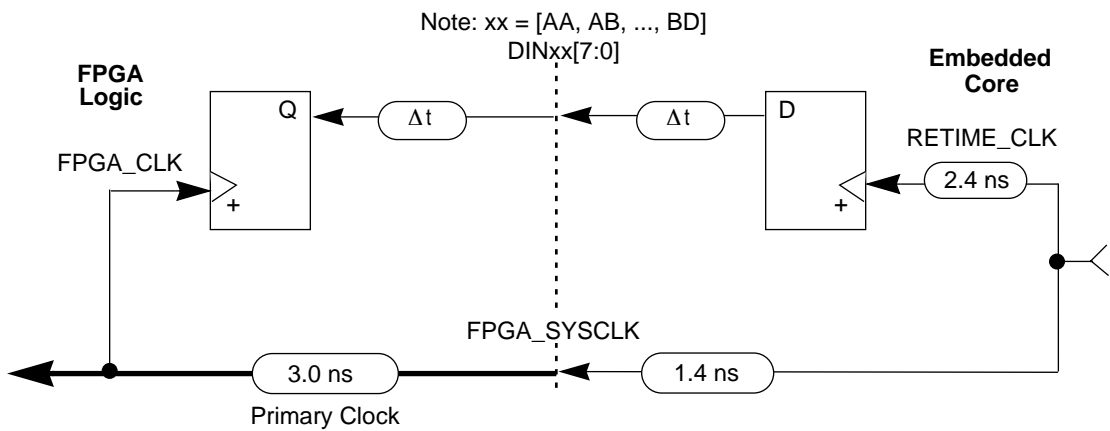 Note: xx = [AA, AB, ..., BD]
DINxx[7:0]
FPGA
Logic
Embedded
Core
Q
Δt
Δt
D
FPGA_CLK
RETIME_CLK
2.4 ns
+
+
FPGA_SYSCLK
3.0 ns
1.4 ns
Primary Clock